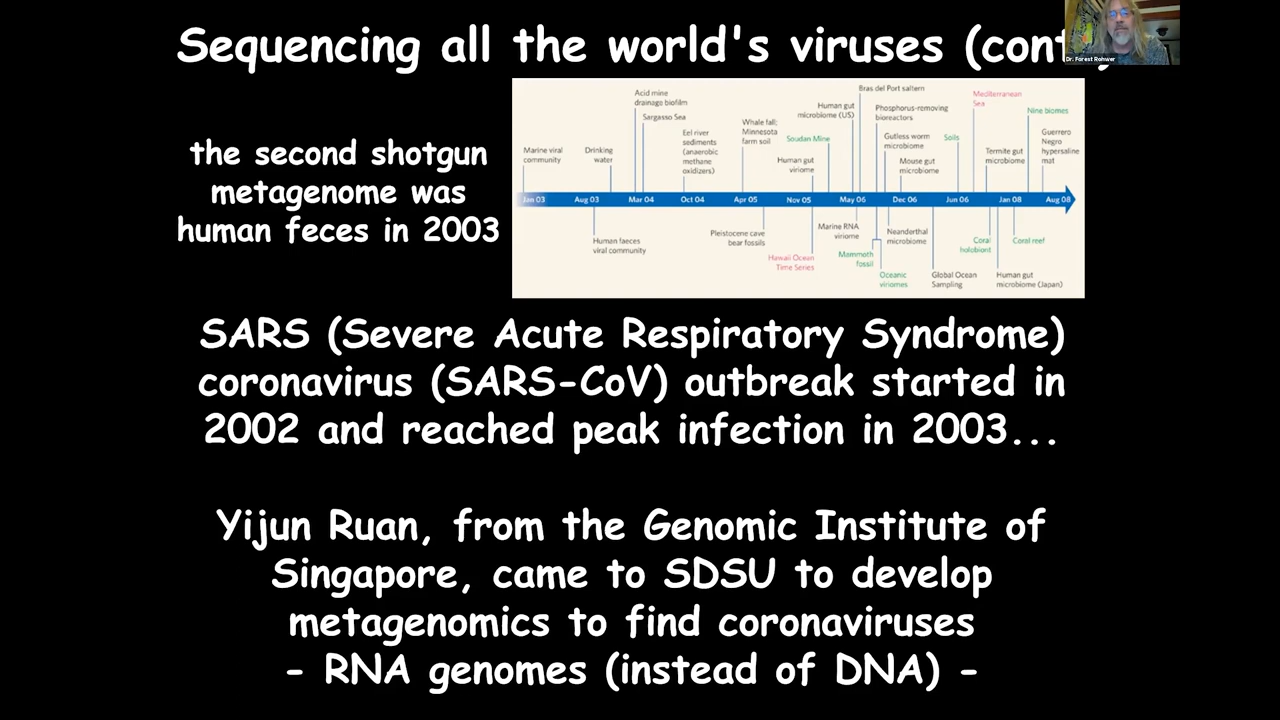 Sequencing all the world's viruses (cont
Dr. Forest Rohwer
the second shotgun
metagenome was
human feces in 2003
Marine viral
community
Drinking
water
Acid mine
drainage biofilm
Sargasso Sea
Eel river
sediments
(anaerobic
methane
oxidizers)
Whale fall;
Minnesota
farm soil
Soudan Mine
Human gut
viriome
Human gut
microbiome (US)
Bras del Port saltern
Phosphorus-removing
bioreactors
Gutless worm
microbiome
Mouse gut
microbiome
Soils
Mediterranean
Sea
Termite gut
microbiome
Nine biomes
Guerrero
Negro
hypersaline
mat
Jan 03 Aug 03 Mar 04 Oct 04 Apr 05 Nov 05 May 06 Dec 06 Jun 06 Jan 08 Aug 08
Human faeces
viral community
Pleistocene cave
bear fossils
Hawaii Ocean
Time Series
Marine RNA
viriome
Mammoth
fossil
Oceanic
viriomes
Neanderthal
microbiome
Global Ocean
Sampling
Coral
holobiont
Human gut
microbiome (Japan)
Coral reef
SARS (Severe Acute Respiratory Syndrome)
coronavirus (SARS-CoV) outbreak started in
2002 and reached peak infection in 2003...
Yijun Ruan, from the Genomic Institute of
Singapore, came to SDSU to develop
metagenomics to find coronaviruses
- RNA genomes (instead of DNA) -